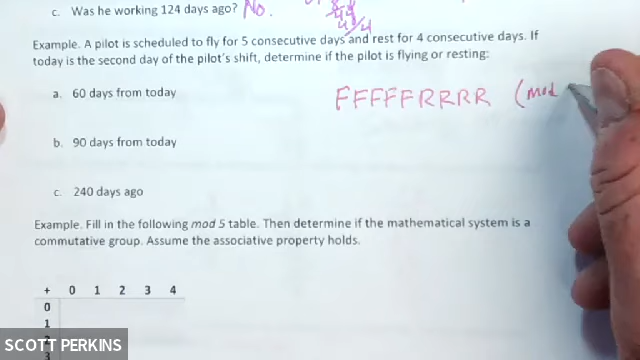 c. Was he working 124 days ago? No.
Example. A pilot is scheduled to fly for 5 consecutive days and rest for 4 consecutive days. If
today is the second day of the pilot's shift, determine if the pilot is flying or resting:
a. 60 days from today
FFFFFRRRR (mod
b. 90 days from today
c. 240 days ago
Example. Fill in the following mod 5 table. Then determine if the mathematical system is a
commutative group. Assume the associative property holds.
+ 0 1 2 3 4
0
1
SCOTT PERKINS
3